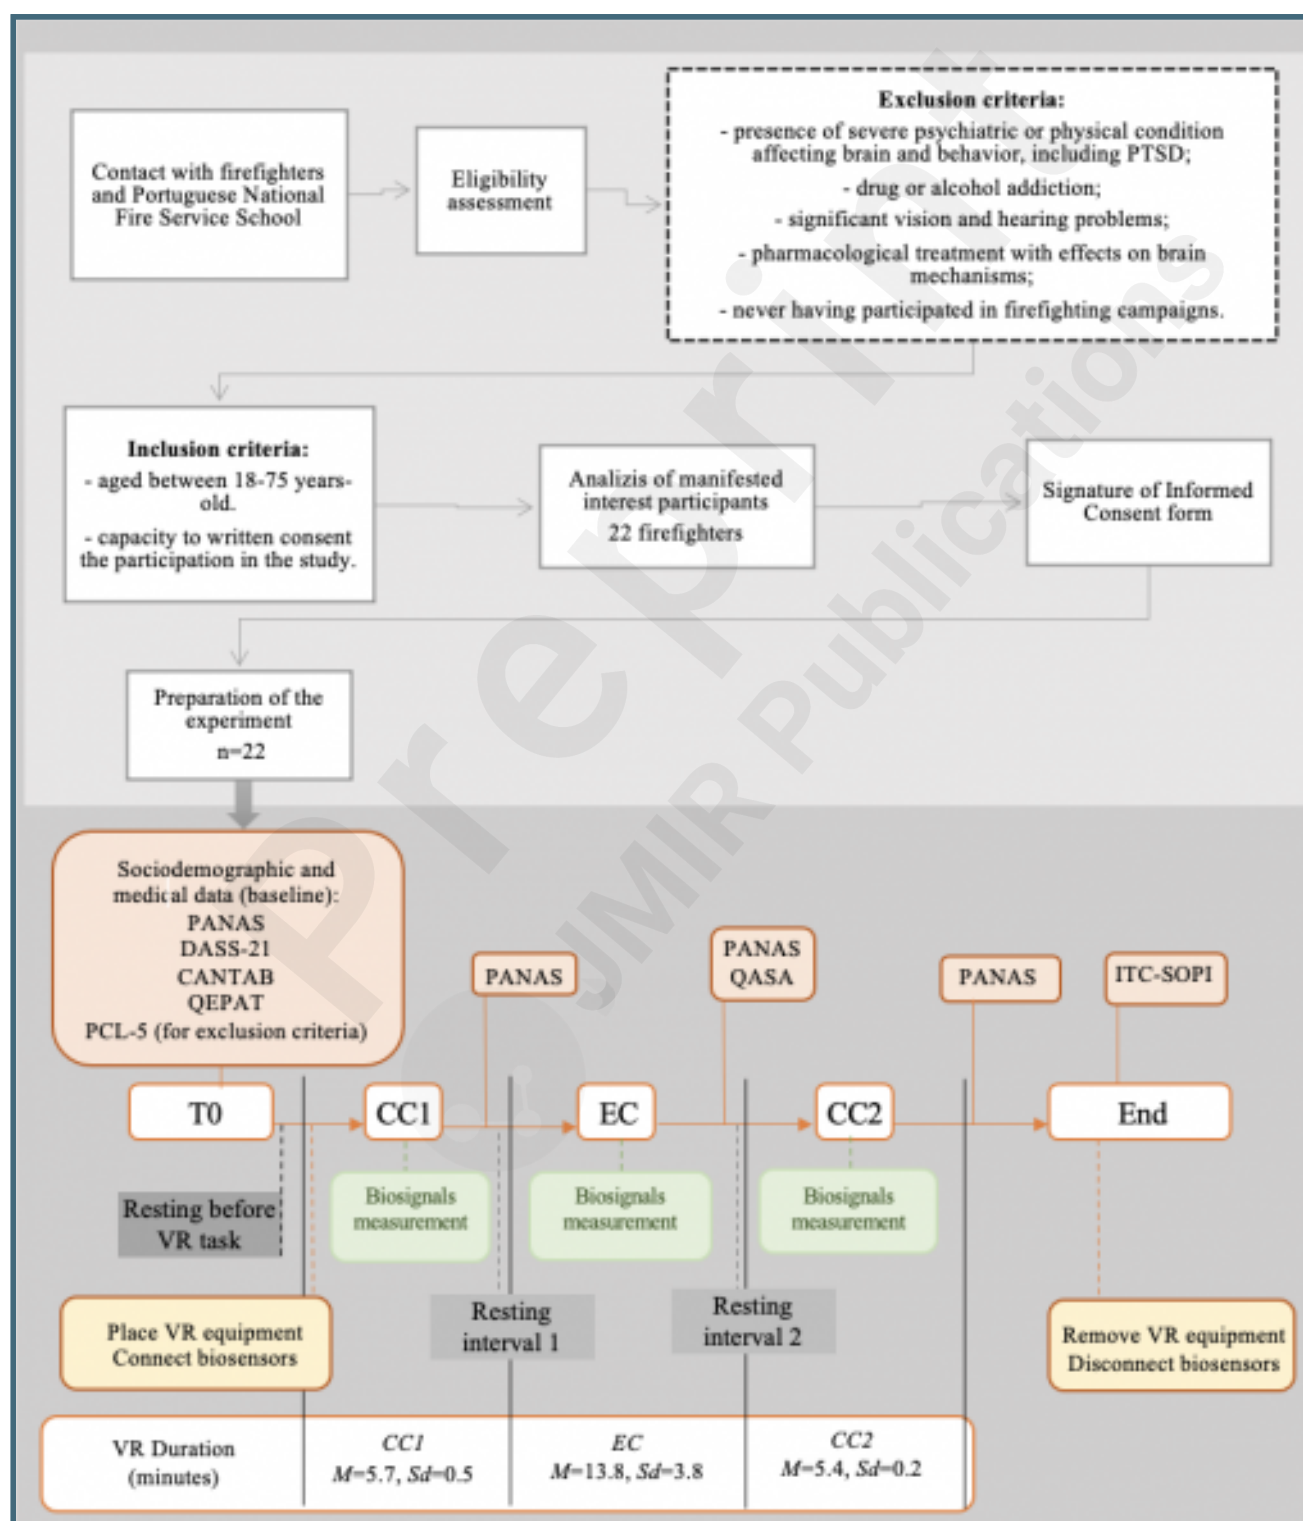 Contact with firefighters
and Portuguese National
Fire Service School
Eligibility
assessment
Exclusion criteria:
- presence of severe psychiatric or physical condition
affecting brain and behavior, including PTSD;
- drug or alcohol addiction;
- significant vision and hearing problems;
- pharmacological treatment with effects on brain
mechanisms;
- never having participated in firefighting campaigns.
Inclusion criteria:
- aged between 18-75 years-
old.
- capacity to written consent
the participation in the study.
Analizis of manifested
interest participants
22 firefighters
Signature of Informed
Consent form
Preparation of the
experiment
n=22
Sociodemographic and
medical data (baseline):
PANAS
DASS-21
CANTAB
QEPAT
PCL-5 (for exclusion criteria)
PANAS
PANAS
QASA
PANAS
ITC-SOPI
T0
CC1
EC
CC2
End
Resting before
VR task
Biosignals
measurement
Biosignals
measurement
Biosignals
measurement
Place VR equipment
Connect biosensors
Resting
interval 1
Resting
interval 2
Remove VR equipment
Disconnect biosensors
VR Duration
(minutes)
CC1
M=5.7, Sd=0.5
EC
M=13.8, Sd=3.8
CC2
M=5.4, Sd=0.2
Preprint
JMIR Publications